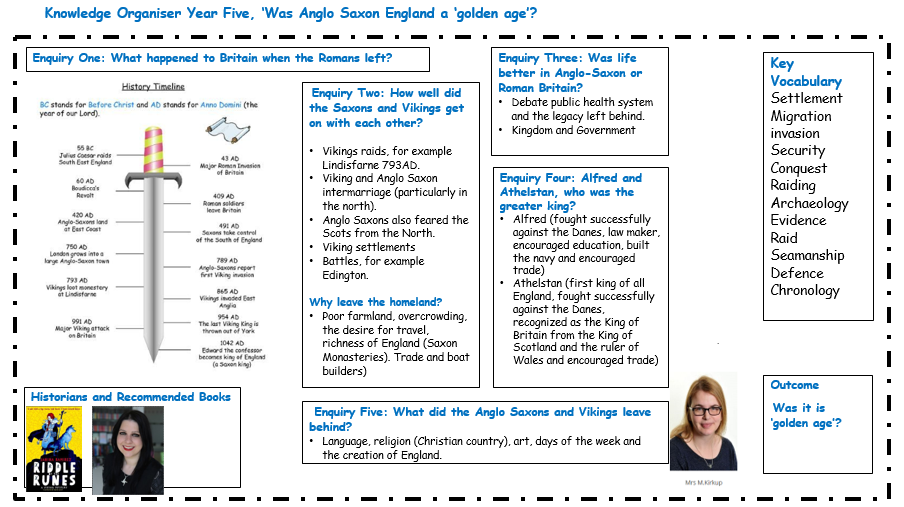 Knowledge Organiser Year Five, 'Was Anglo Saxon England a 'golden age'?
Enquiry One: What happened to Britain when the Romans left?
History Timeline
BC stands for Before Christ and AD stands for Anno Domini (the
year of our Lord).
55 BC
Julius Caesar raids
South East England
43 AD
Major Roman Invasion
of Britain
60 AD
Boudicca's
Revolt
409 AD
Roman soldiers
leave Britain
420 AD
Anglo-Saxons land
at East Coast
491 AD
Saxons take control
of the South of England
750 AD
London grows into a
large Anglo-Saxon town
789 AD
Anglo-Saxons report
first Viking invasion
793 AD
Vikings loot monastery
at Lindisfarne
865 AD
Vikings invaded East
Anglia
991 AD
Major Viking attack
on Britain
954 AD
The last Viking King is
thrown out of York
1042 AD
Edward the confessor
becomes king of England
(a Saxon king)
Historians and Recommended Books
RIDDLE
RUNES
Enquiry Two: How well did
the Saxons and Vikings get
on with each other?
• Vikings raids, for example
Lindisfarne 793AD.
• Viking and Anglo Saxon
intermarriage (particularly in
the north).
• Anglo Saxons also feared the
Scots from the North.
• Viking settlements
• Battles, for example
Edington.
Why leave the homeland?
• Poor farmland, overcrowding,
the desire for travel,
richness of England (Saxon
Monasteries). Trade and boat
builders)
Enquiry Three: Was life
better in Anglo-Saxon or
Roman Britain?
• Debate public health system
and the legacy left behind.
• Kingdom and Government
Enquiry Four: Alfred and
Athelstan, who was the
greater king?
• Alfred (fought successfully
against the Danes, law maker,
encouraged education, built
the navy and encouraged
trade)
• Athelstan (first king of all
England, fought successfully
against the Danes,
recognized as the King of
Britain from the King of
Scotland and the ruler of
Wales and encouraged trade)
Enquiry Five: What did the Anglo Saxons and Vikings leave
behind?
• Language, religion (Christian country), art, days of the week and
the creation of England.
Mrs M.Kirkup
Key
Vocabulary
Settlement
Migration
invasion
Security
Conquest
Raiding
Archaeology
Evidence
Raid
Seamanship
Defence
Chronology
Outcome
Was it is
'golden age'?